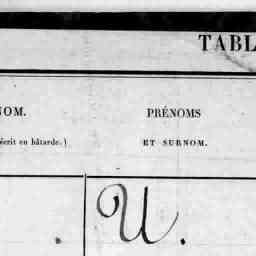 TABL
NOM. PRÉNOMS
écrit en bâtarde.) ET SURNOM.
U.